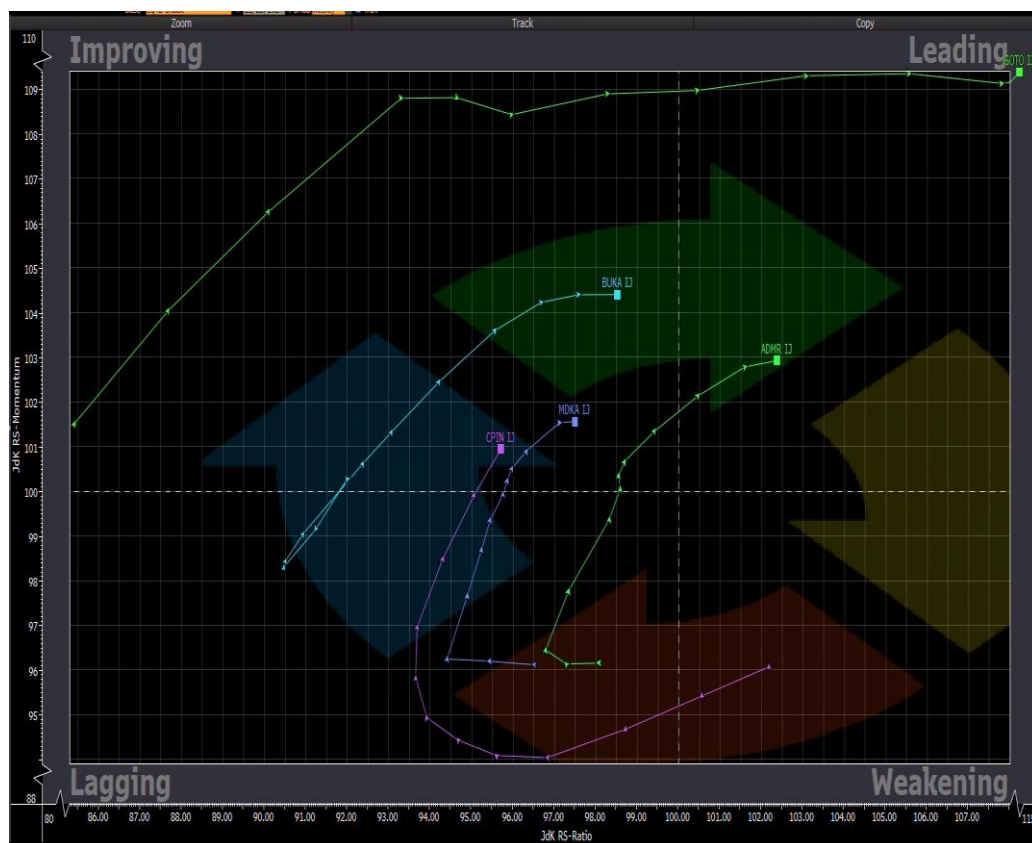 Zoom Track Copy
110
Improving Leading
GOTO IJ
109
108
107
106
105
BUKA IJ
104
103
ADMR IJ
102
MDKA IJ
101
CPIN IJ
100
99
98
97
96
95
JdK RS-Momentum
Lagging Weakening
88
80 86.00 87.00 88.00 89.00 90.00 91.00 92.00 93.00 94.00 95.00 96.00 97.00 98.00 99.00 100.00 101.00 102.00 103.00 104.00 105.00 106.00 107.00 115
JdK RS-Ratio